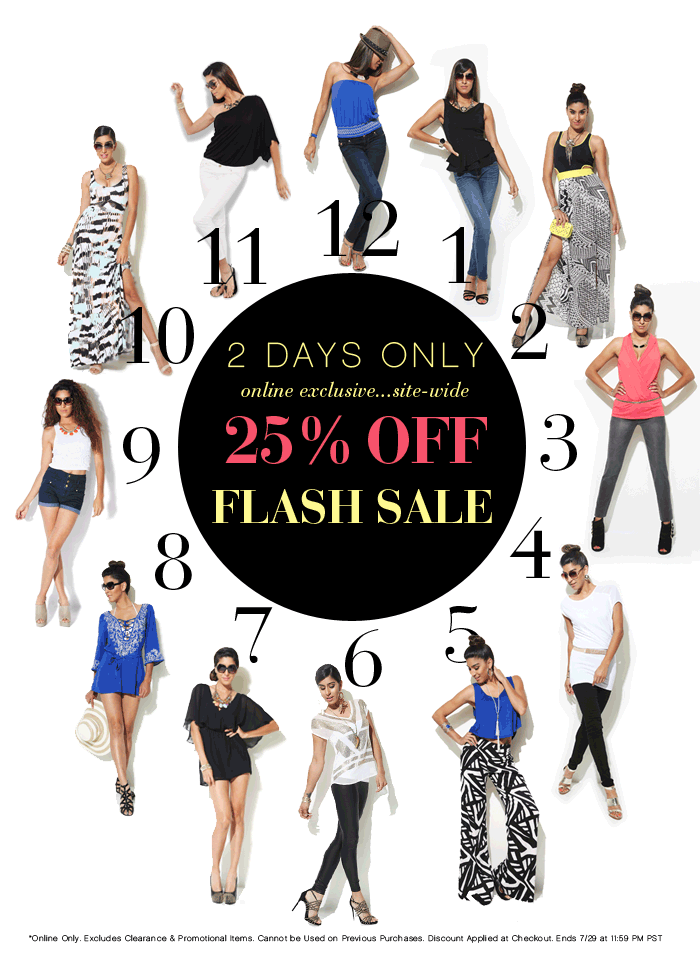 12
11
1
10
2
2 DAYS ONLY
online exclusive...site-wide
25% OFF
FLASH SALE
9
3
8
4
7
5
6
*Online Only. Excludes Clearance & Promotional Items. Cannot be Used on Previous Purchases. Discount Applied at Checkout. Ends 7/29 at 11:59 PM PST